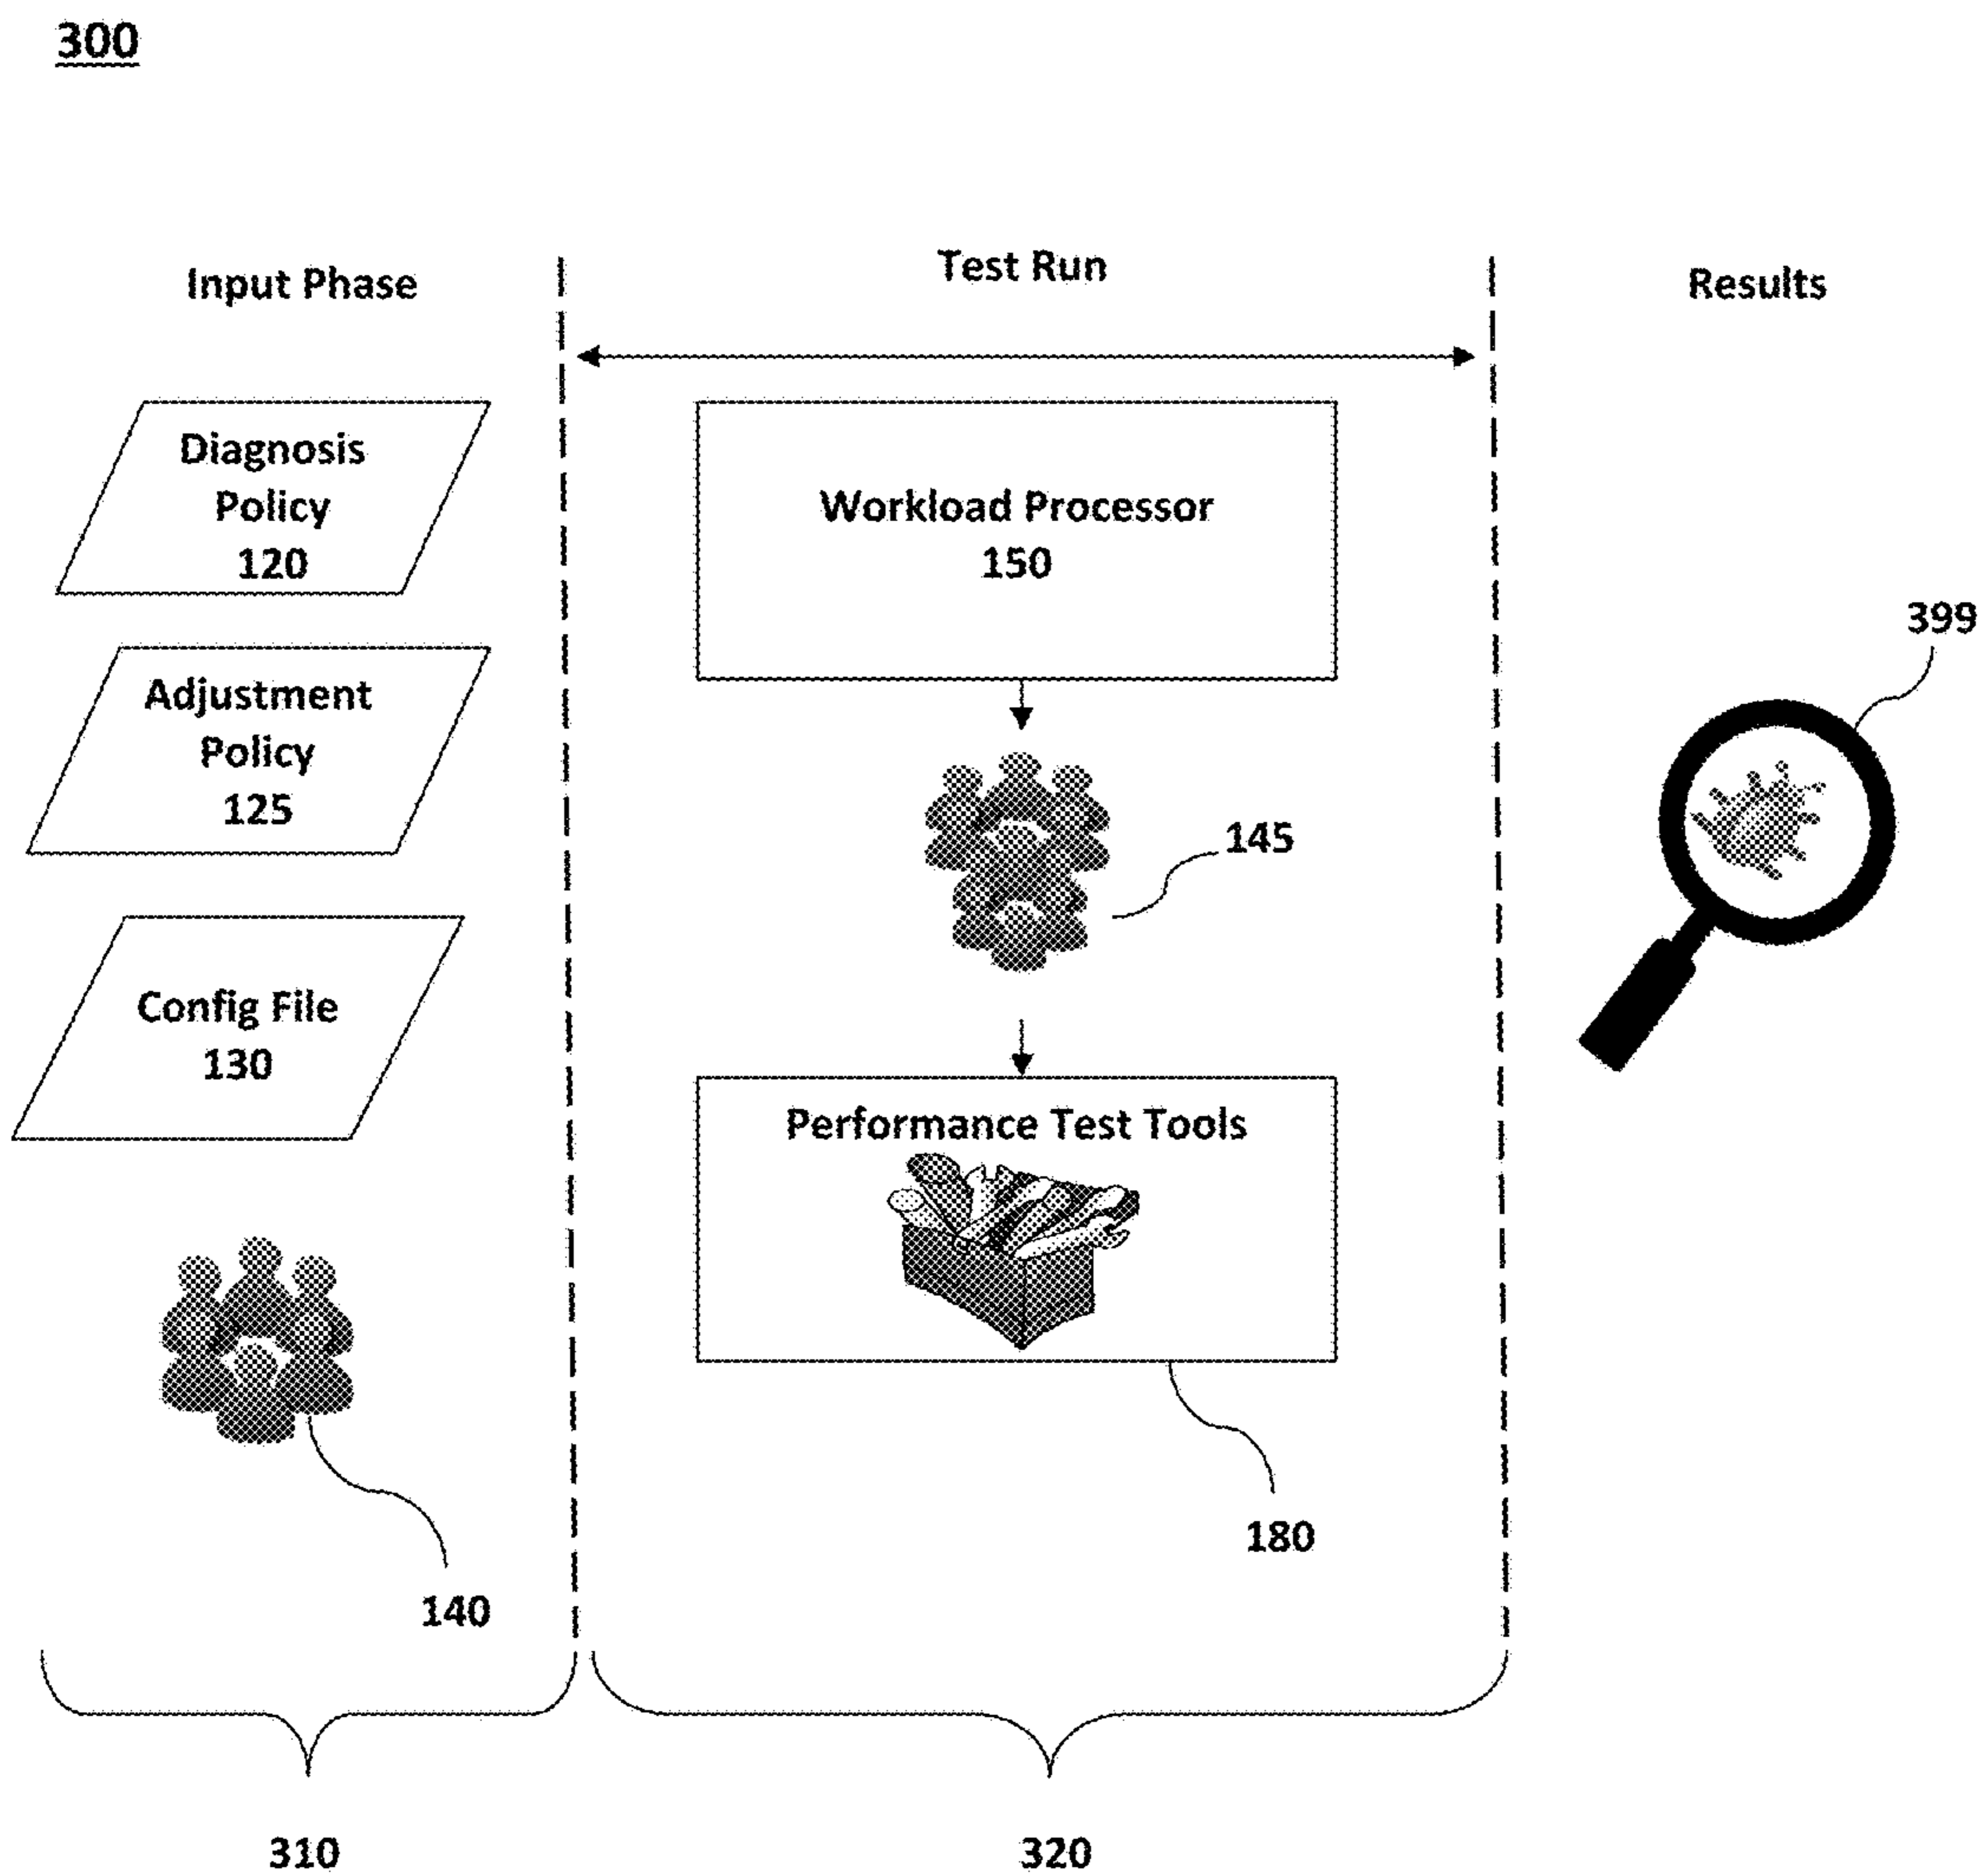 300
Input Phase
Test Run
Results
Diagnosis
Policy
120
Adjustment
Policy
125
Config File
130
140
Workload Processor
150
145
Performance Test Tools
180
399
310
320